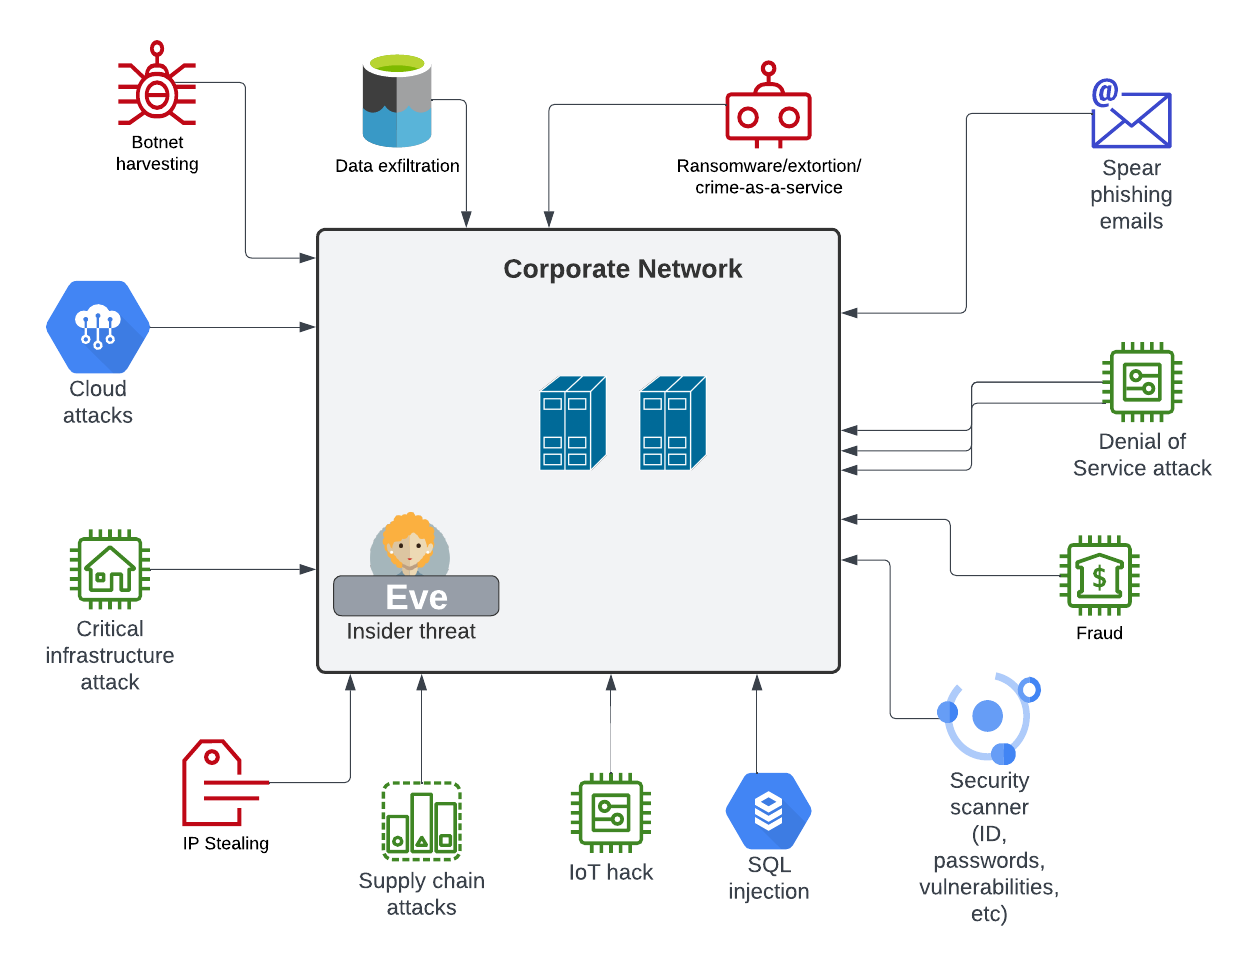 Botnet
harvesting
Data exfiltration
Ransomware/extortion/
crime-as-a-service
@
Spear
phishing
emails
Corporate Network
Cloud
attacks
Denial of
Service attack
Eve
Insider threat
Critical
infrastructure
attack
$
Fraud
IP Stealing
Supply chain
attacks
IoT hack
SQL
injection
Security
scanner
(ID,
passwords,
vulnerabilities,
etc)